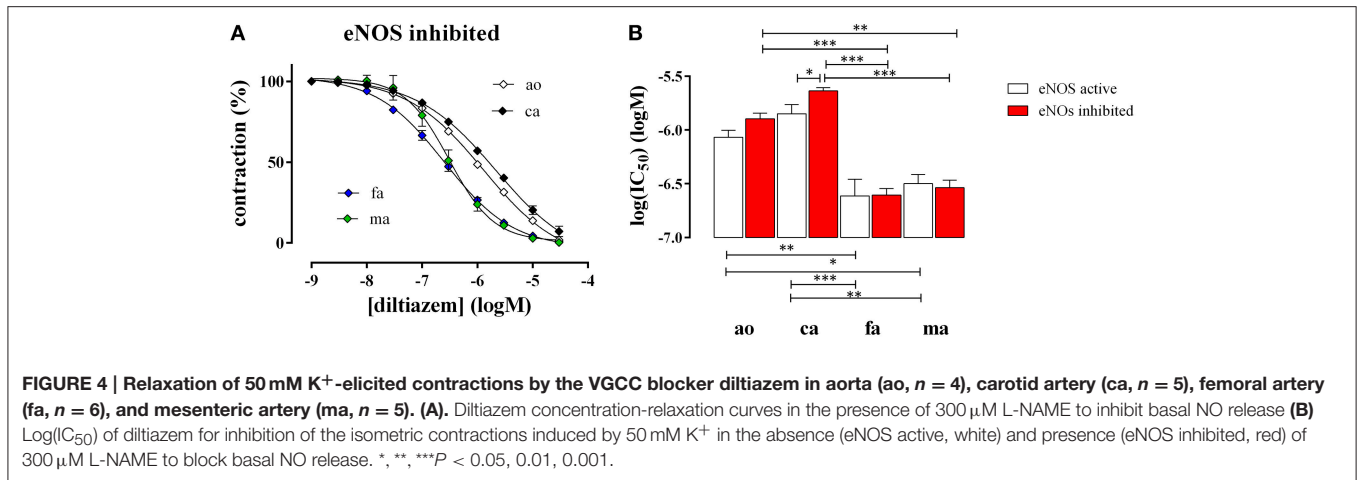 A
eNOS inhibited
contraction (%)
100
50
0
ao
ca
fa
ma
-9 -8 -7 -6 -5 -4
[diltiazem] (logM)
B
**
***
***
* ***
log(IC50) (logM)
-5.5
-6.0
-6.5
-7.0
eNOS active
eNOs inhibited
**
*
***
**
ao ca fa ma
FIGURE 4 | Relaxation of 50 mM K+-elicited contractions by the VGCC blocker diltiazem in aorta (ao, n = 4), carotid artery (ca, n = 5), femoral artery
(fa, n = 6), and mesenteric artery (ma, n = 5). (A). Diltiazem concentration-relaxation curves in the presence of 300 μM L-NAME to inhibit basal NO release (B)
Log(IC50) of diltiazem for inhibition of the isometric contractions induced by 50 mM K+ in the absence (eNOS active, white) and presence (eNOS inhibited, red) of
300 μM L-NAME to block basal NO release. *, **, ***P < 0.05, 0.01, 0.001.